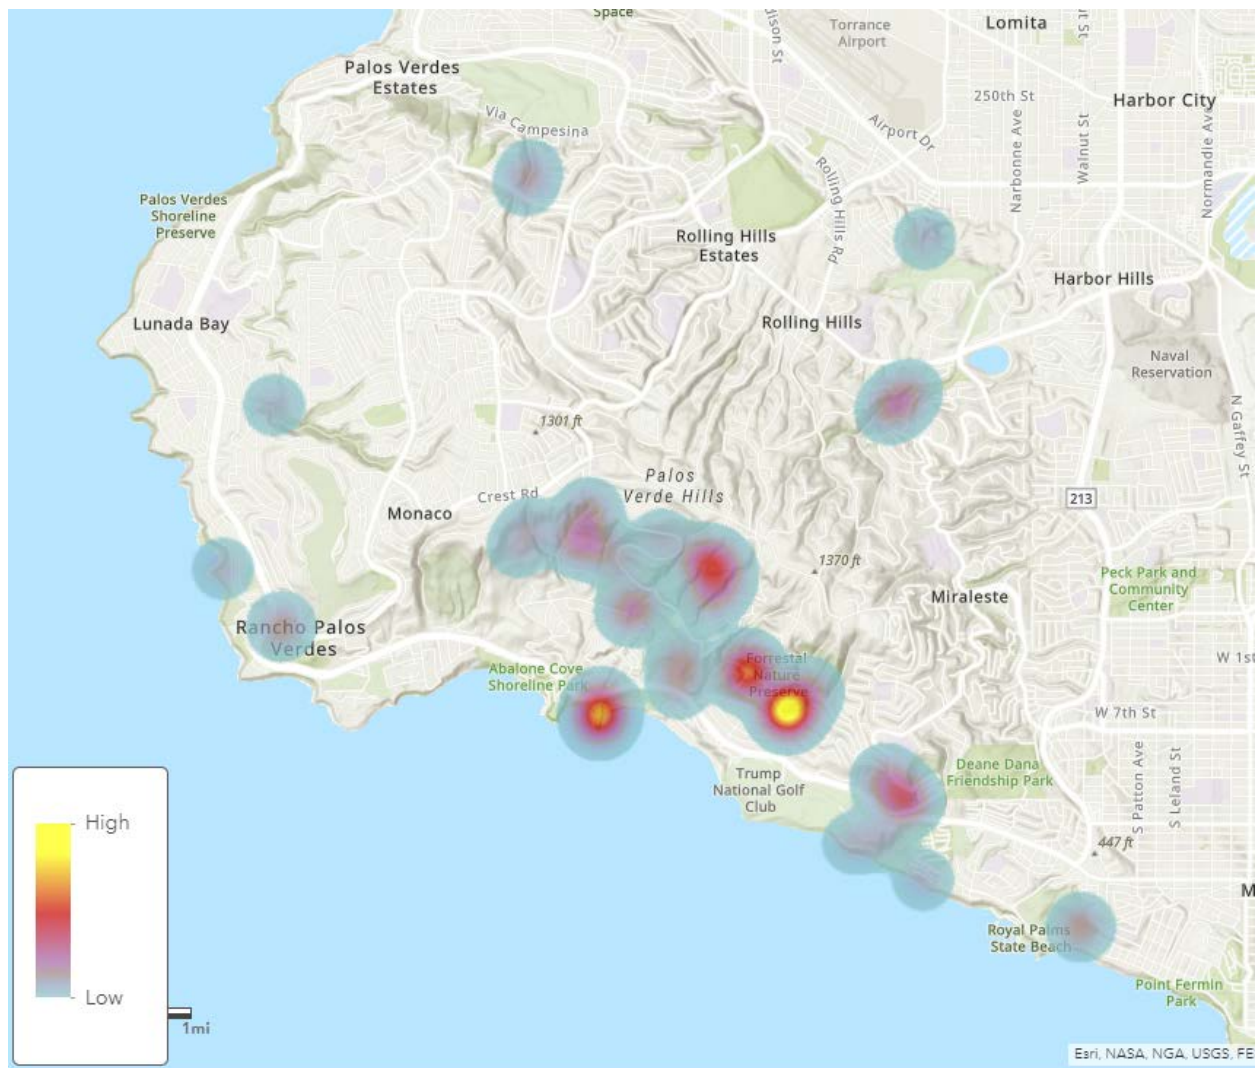 Space
Madison St
Torrance
Airport
Lomita
Palos Verdes
Estates
250th St
Harbor City
Via Campesina
Airport Dr
Narbonne Ave
Walnut St
Normandie Ave
Palos Verdes
Shoreline
Preserve
Rolling Hills
Estates
Rolling Hills Rd
Harbor Hills
Lunada Bay
Rolling Hills
Naval
Reservation
N Gaffey St
1301 ft
Palos
Verde Hills
Crest Rd
213
Monaco
1370 ft
Peck Park and
Community
Center
Miraleste
Rancho Palos
Verdes
W 1st
Abalone Cove
Shoreline Park
Forrestal
Nature
Preserve
W 7th St
Trump
National Golf
Club
Deane Dana
Friendship Park
S Patton Ave
S Leland St
High
447 ft
M
Royal Palms
State Beach
Low
Point Fermin
Park
1mi
Esri, NASA, NGA, USGS, FE